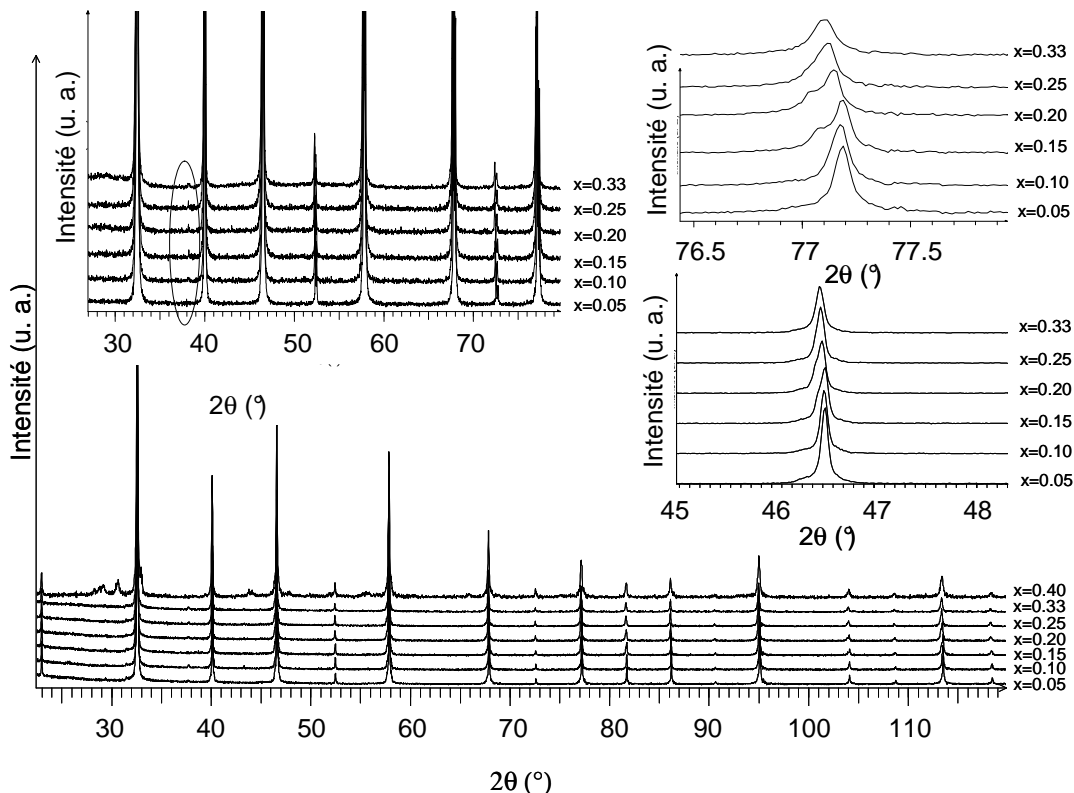 Intensité (u. a.)
x=0.33
x=0.25
x=0.20
x=0.15
x=0.10
x=0.05
30 40 50 60 70
2θ (°)
Intensité (u. a.)
x=0.33
x=0.25
x=0.20
x=0.15
x=0.10
x=0.05
76.5 77 77.5
2θ (°)
Intensité (u. a.)
x=0.33
x=0.25
x=0.20
x=0.15
x=0.10
x=0.05
45 46 47 48
2θ (°)
Intensité (u. a.)
x=0.40
x=0.33
x=0.25
x=0.20
x=0.15
x=0.10
x=0.05
30 40 50 60 70 80 90 100 110
2θ (°)